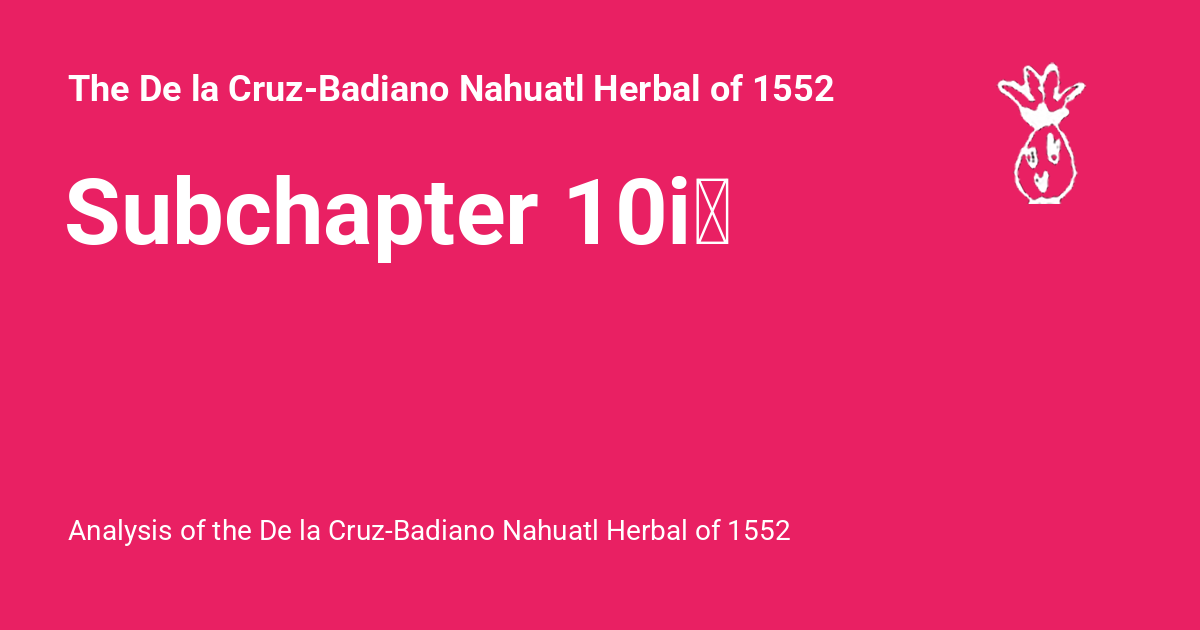 The De la Cruz-Badiano Nahuatl Herbal of 1552
Subchapter 10i
Analysis of the De la Cruz-Badiano Nahuatl Herbal of 1552